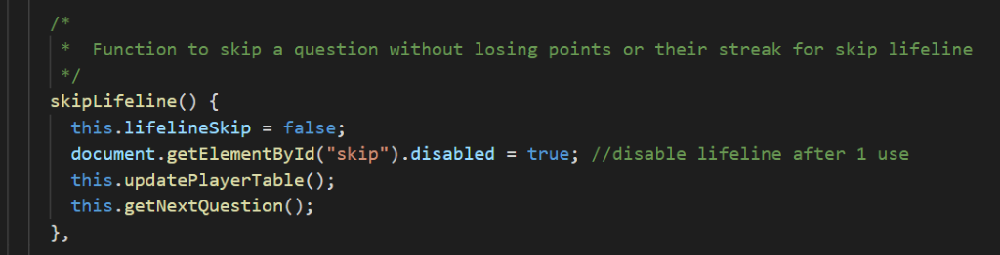 /*
*  Function to skip a question without losing points or their streak for skip lifeline
*/
skipLifeline() {
this.lifelineSkip = false;
document.getElementById("skip").disabled = true; //disable lifeline after 1 use
this.updatePlayerTable();
this.getNextQuestion();
},